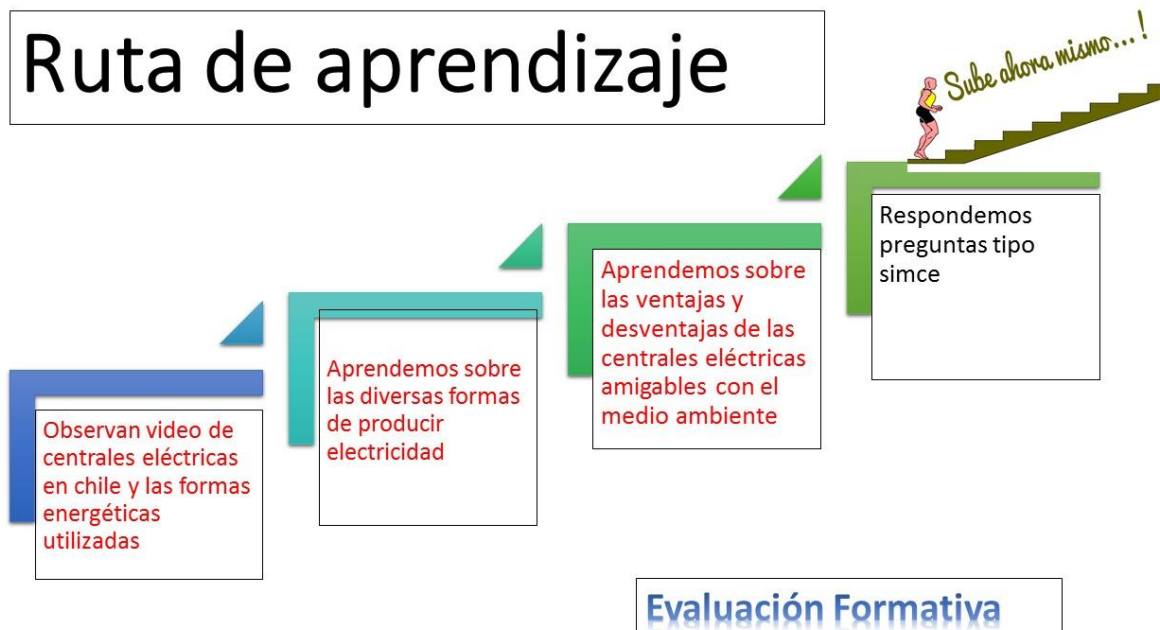 Ruta de aprendizaje
Sube ahora mismo...!
Observan video de
centrales eléctricas
en chile y las formas
energéticas
utilizadas
Aprendemos sobre
las diversas formas
de producir
electricidad
Aprendemos sobre
las ventajas y
desventajas de las
centrales eléctricas
amigables con el
medio ambiente
Respondemos
preguntas tipo
simce
Evaluación Formativa